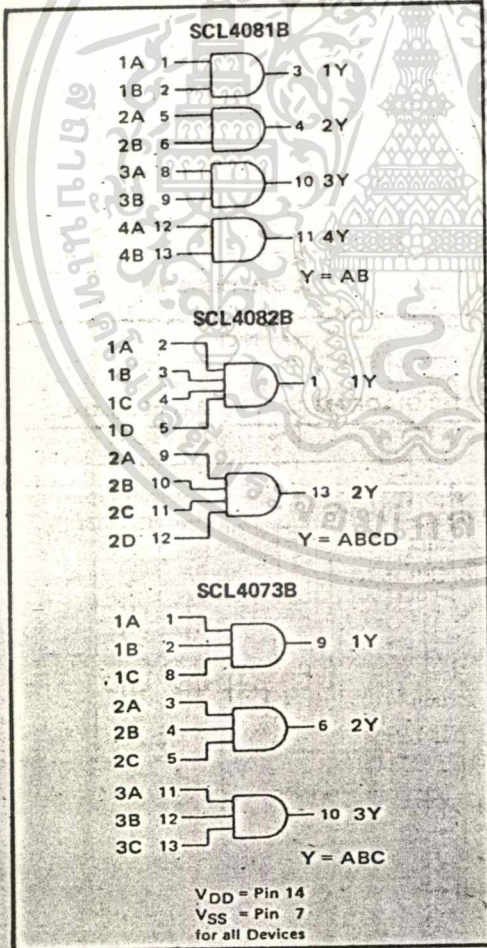 SCL4081B
1A 1 3 1Y
1B 2
2A 5 4 2Y
2B 6
3A 8 10 3Y
3B 9
4A 12 11 4Y
4B 13
Y = AB
SCL4082B
1A 2
1B 3 1 1Y
1C 4
1D 5
2A 9
2B 10 13 2Y
2C 11
2D 12
Y = ABCD
SCL4073B
1A 1
1B 2 9 1Y
1C 8
2A 3
2B 4 6 2Y
2C 5
3A 11
3B 12 10 3Y
3C 13
Y = ABC
VDD = Pin 14
VSS = Pin 7
for all Devices